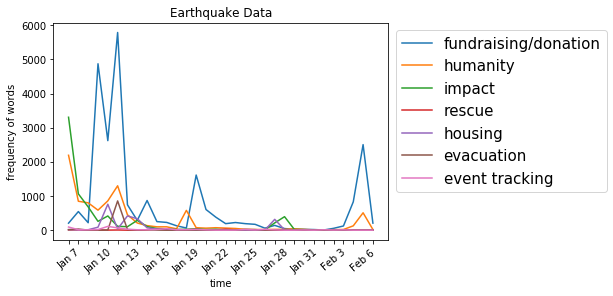 Earthquake Data
frequency of words
6000
5000
4000
3000
2000
1000
0
Jan 7
Jan 10
Jan 13
Jan 16
Jan 19
Jan 22
Jan 25
Jan 28
Jan 31
Feb 3
Feb 6
time
fundraising/donation
humanity
impact
rescue
housing
evacuation
event tracking